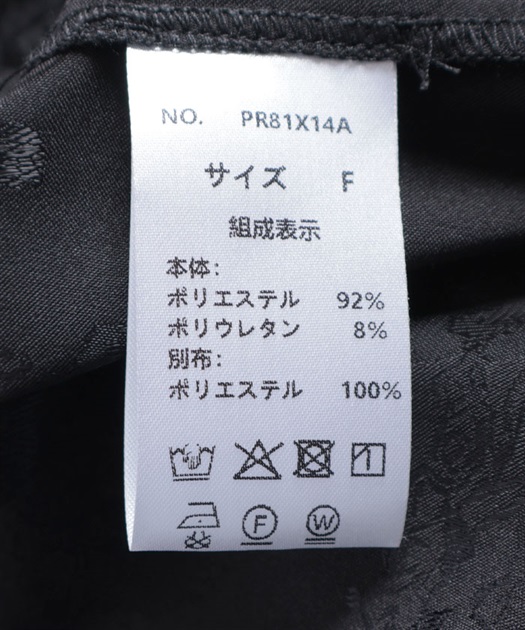 NO. PR81X14A
サイズ F
組成表示
本体:
ポリエステル 92%
ポリウレタン 8%
別布:
ポリエステル 100%
F W